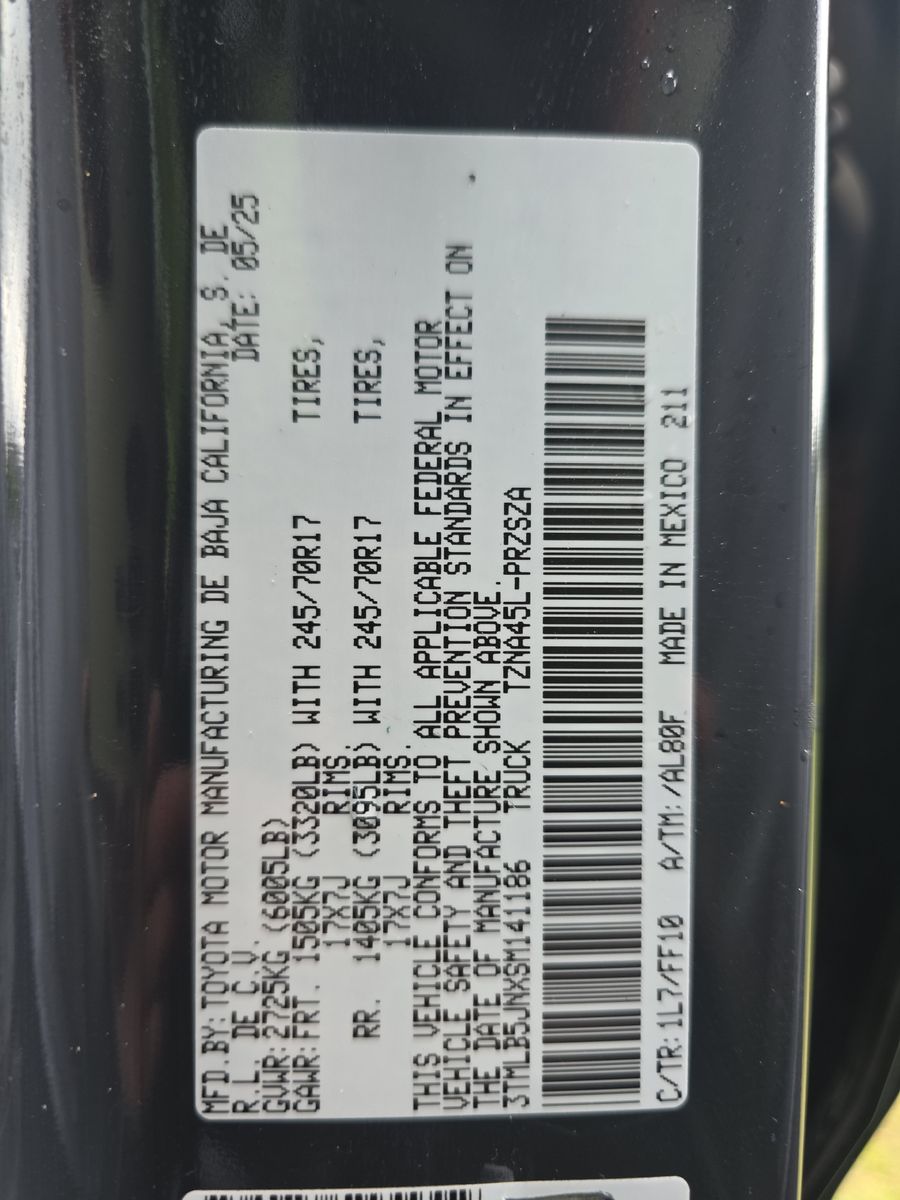 MFD.BY:TOYOTA MOTOR MANUFACTURING DE BAJA CALIFORNIA, S. DE
R.L. DE C.V. DATE: 05/25
GVWR:2725KG (6005LB)
GAWR:FRT. 1505KG (3320LB) WITH 245/70R17 TIRES,
17X7J RIMS.
RR. 1405KG (3095LB) WITH 245/70R17 TIRES,
17X7J RIMS.
THIS VEHICLE CONFORMS TO ALL APPLICABLE FEDERAL MOTOR
VEHICLE SAFETY AND THEFT PREVENTION STANDARDS IN EFFECT ON
THE DATE OF MANUFACTURE SHOWN ABOVE.
3TMLB5JNXSM141186 TRUCK TZNA45L-PRZSZA
C/TR:1L7/FF10 A/TM:/AL80F MADE IN MEXICO 211